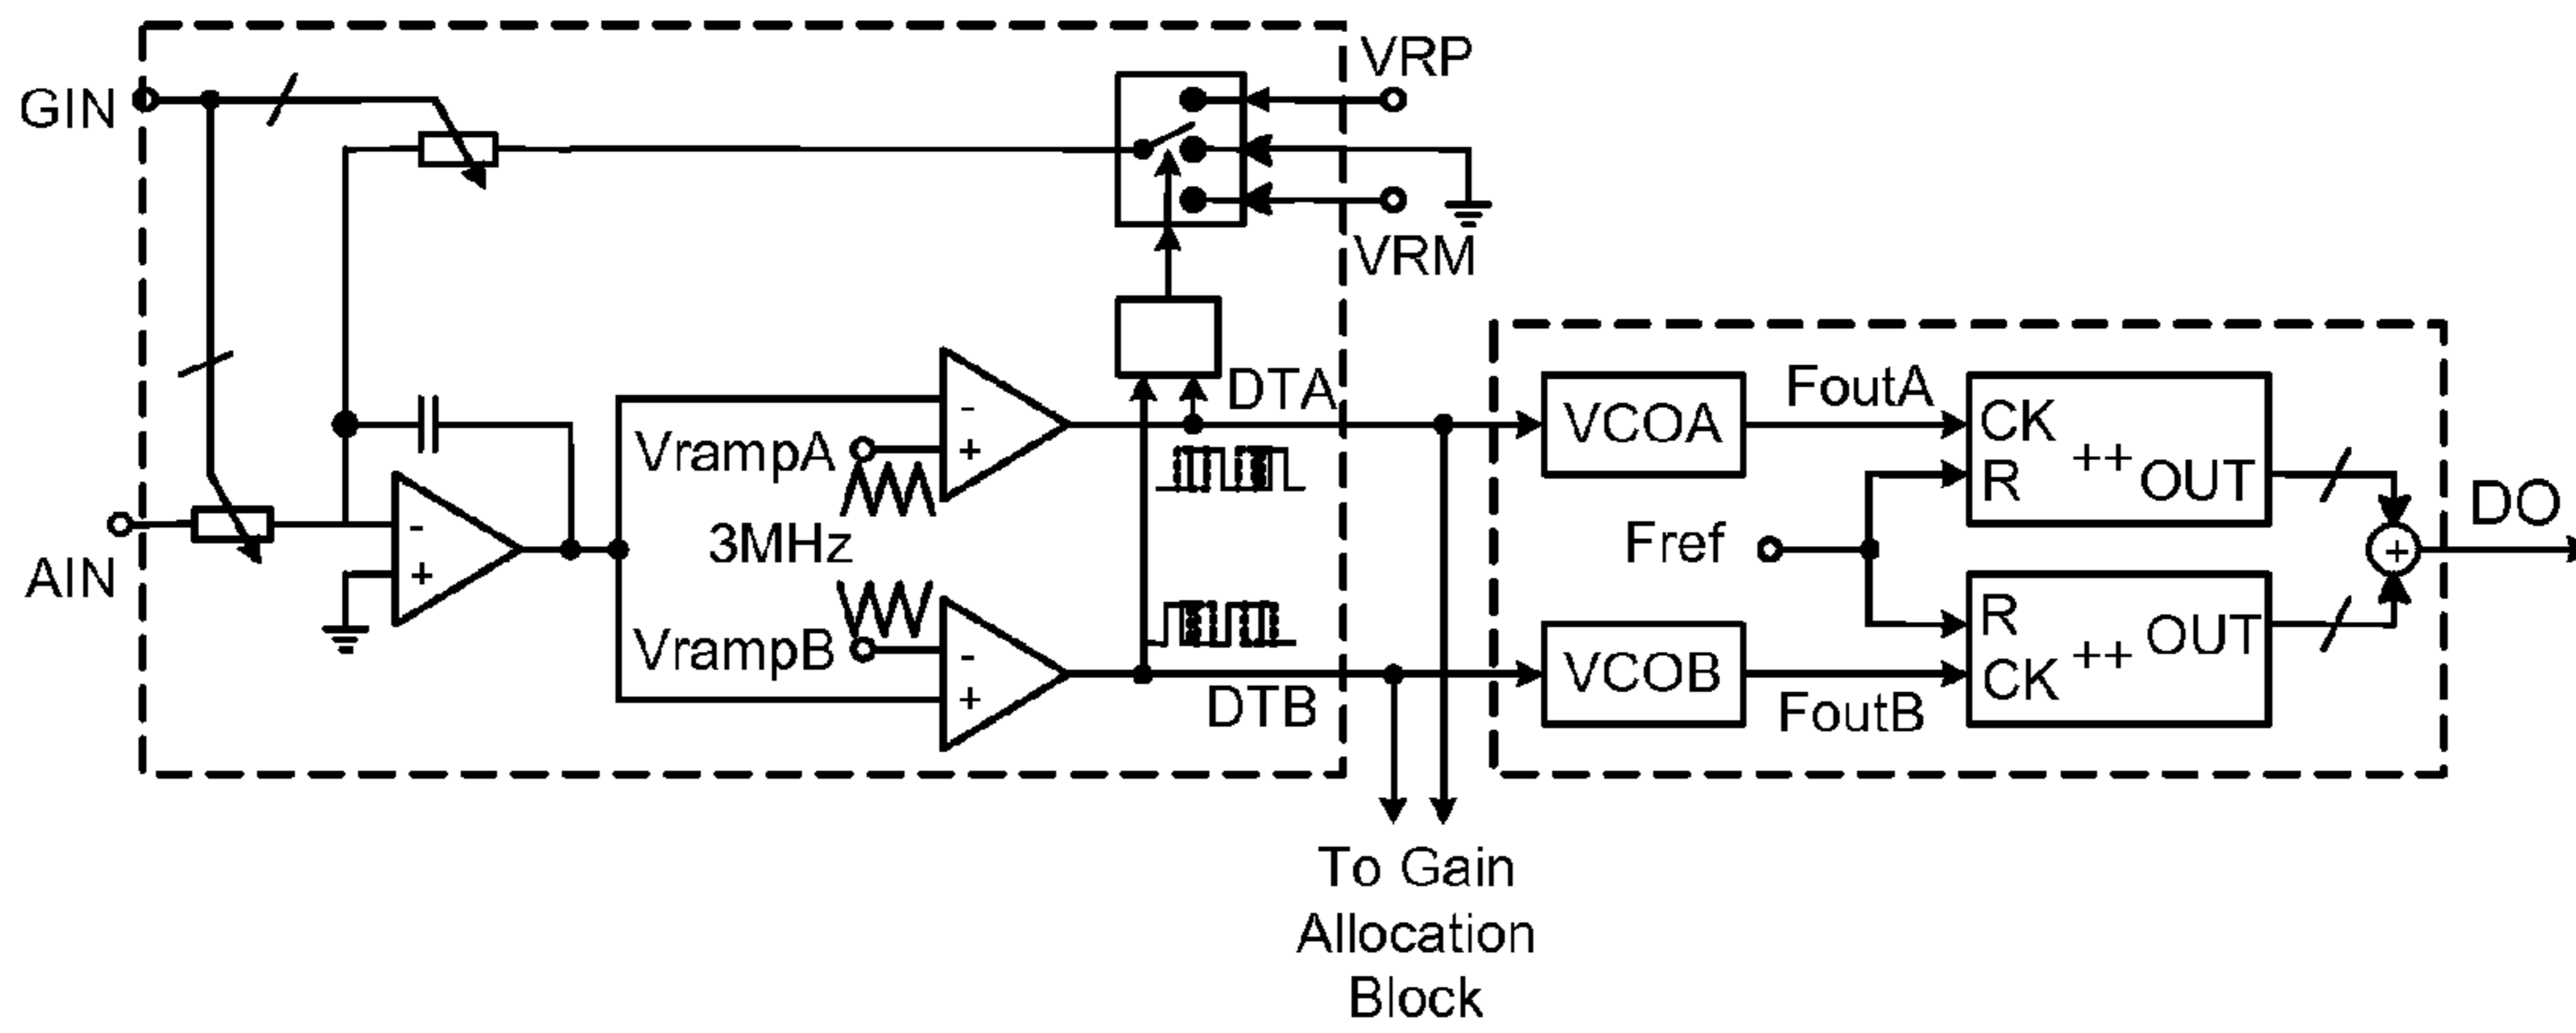 VRP
GIN
VRM
DTA
FoutA
VCOA
CK
++
R
OUT
VrampA
-
+
DO
-
+
3MHz
Fref
+
AIN
VrampB
-
+
R
OUT
VCOB
++
CK
DTB
FoutB
To Gain
Allocation
Block